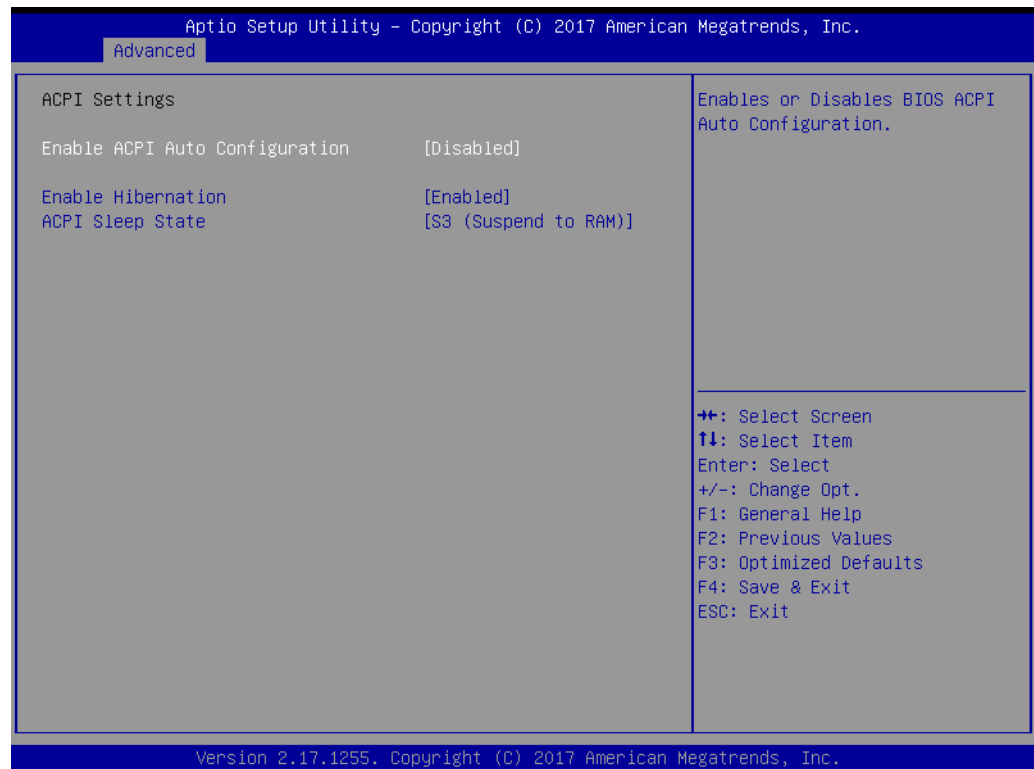 Aptio Setup Utility – Copyright (C) 2017 American Megatrends, Inc.
Advanced
ACPI Settings
Enable ACPI Auto Configuration [Disabled]
Enable Hibernation [Enabled]
ACPI Sleep State [S3 (Suspend to RAM)]
Enables or Disables BIOS ACPI
Auto Configuration.
→←: Select Screen
↑↓: Select Item
Enter: Select
+/-: Change Opt.
F1: General Help
F2: Previous Values
F3: Optimized Defaults
F4: Save & Exit
ESC: Exit
Version 2.17.1255. Copyright (C) 2017 American Megatrends, Inc.